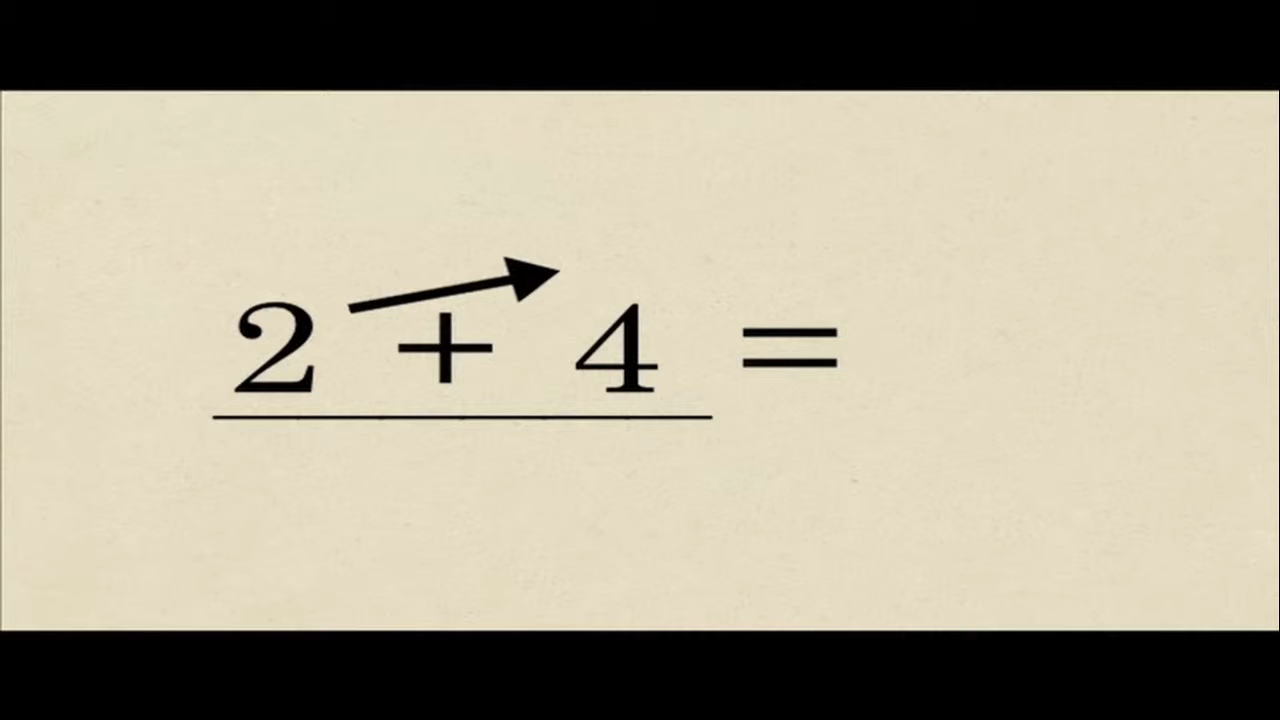 2 + 4 =